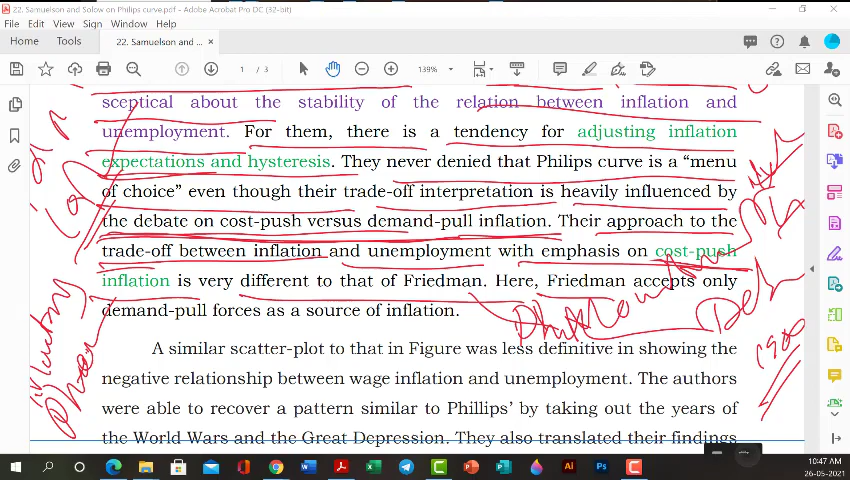 22. Samuelson and Solow on Philips curve.pdf - Adobe Acrobat Pro DC (32-bit)
File Edit View Sign Window Help
Home Tools 22. Samuelson and ... ×
1 / 3 139%
sceptical about the stability of the relation between inflation and
unemployment. For them, there is a tendency for adjusting inflation
expectations and hysteresis. They never denied that Philips curve is a “menu
of choice” even though their trade-off interpretation is heavily influenced by
the debate on cost-push versus demand-pull inflation. Their approach to the
trade-off between inflation and unemployment with emphasis on cost-push
inflation is very different to that of Friedman. Here, Friedman accepts only
demand-pull forces as a source of inflation.
A similar scatter-plot to that in Figure was less definitive in showing the
negative relationship between wage inflation and unemployment. The authors
were able to recover a pattern similar to Phillips’ by taking out the years of
the World Wars and the Great Depression. They also translated their findings
10:47 AM
26-05-2021